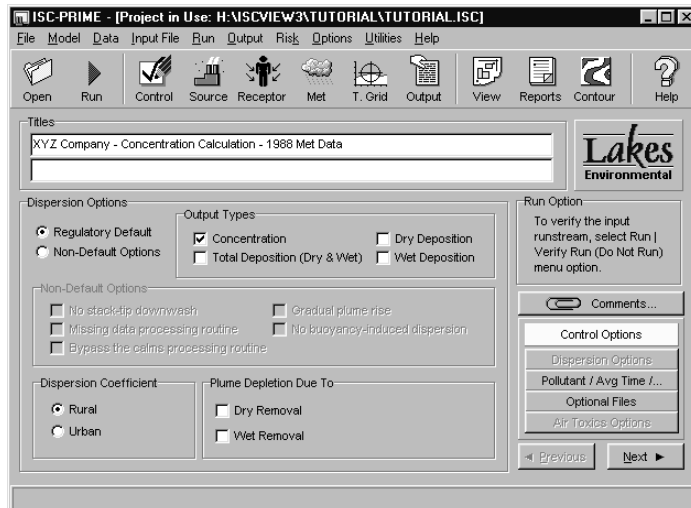 ISC-PRIME - [Project in Use: H:\ISCVIEW3\TUTORIAL\TUTORIAL.ISC]
File Model Data Input File Run Output Risk Options Utilities Help
Open Run Control Source Receptor Met T. Grid Output View Reports Contour Help
Titles
XYZ Company - Concentration Calculation - 1988 Met Data
Lakes
Environmental
Dispersion Options
Regulatory Default
Non-Default Options
Output Types
Concentration
Dry Deposition
Total Deposition (Dry & Wet)
Wet Deposition
Non-Default Options
No stack-tip downwash
Gradual plume rise
Missing data processing routine
No buoyancy-induced dispersion
Bypass the calms processing routine
Dispersion Coefficient
Rural
Urban
Plume Depletion Due To
Dry Removal
Wet Removal
Run Option
To verify the input
runstream, select Run |
Verify Run (Do Not Run)
menu option.
Comments...
Control Options
Dispersion Options
Pollutant / Avg Time /...
Optional Files
Air Toxics Options
Previous
Next